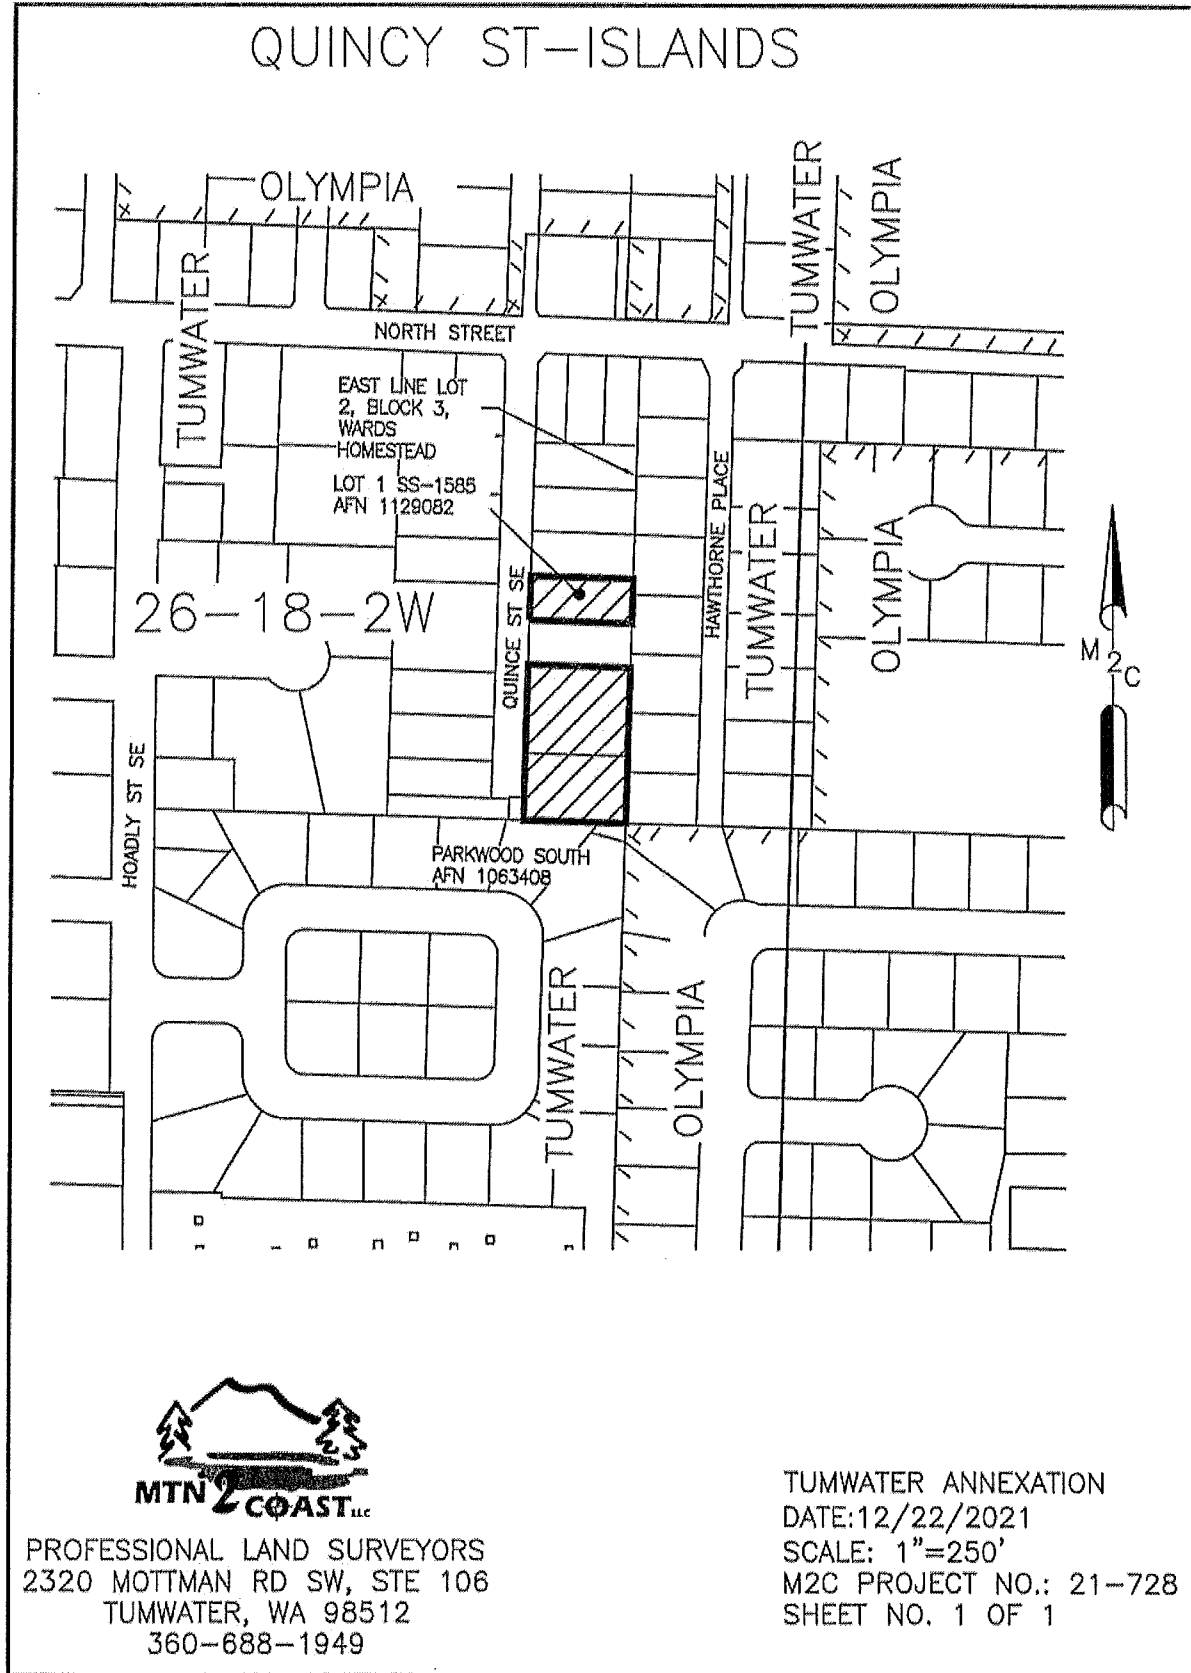 QUINCY ST-ISLANDS
OLYMPIA
TUMWATER
OLYMPIA
TUMWATER
NORTH STREET
EAST LINE LOT
2, BLOCK 3,
WARDS
HOMESTEAD
LOT 1 SS-1585
AFN 1129082
HAWTHORNE PLACE
TUMWATER
OLYMPIA
26-18-2W
QUINCE ST SE
M2C
HOADLY ST SE
PARKWOOD SOUTH
AFN 1063408
TUMWATER
OLYMPIA
MTN 2 COAST LLC
PROFESSIONAL LAND SURVEYORS
2320 MOTTMAN RD SW, STE 106
TUMWATER, WA 98512
360-688-1949
TUMWATER ANNEXATION
DATE:12/22/2021
SCALE: 1"=250'
M2C PROJECT NO.: 21-728
SHEET NO. 1 OF 1